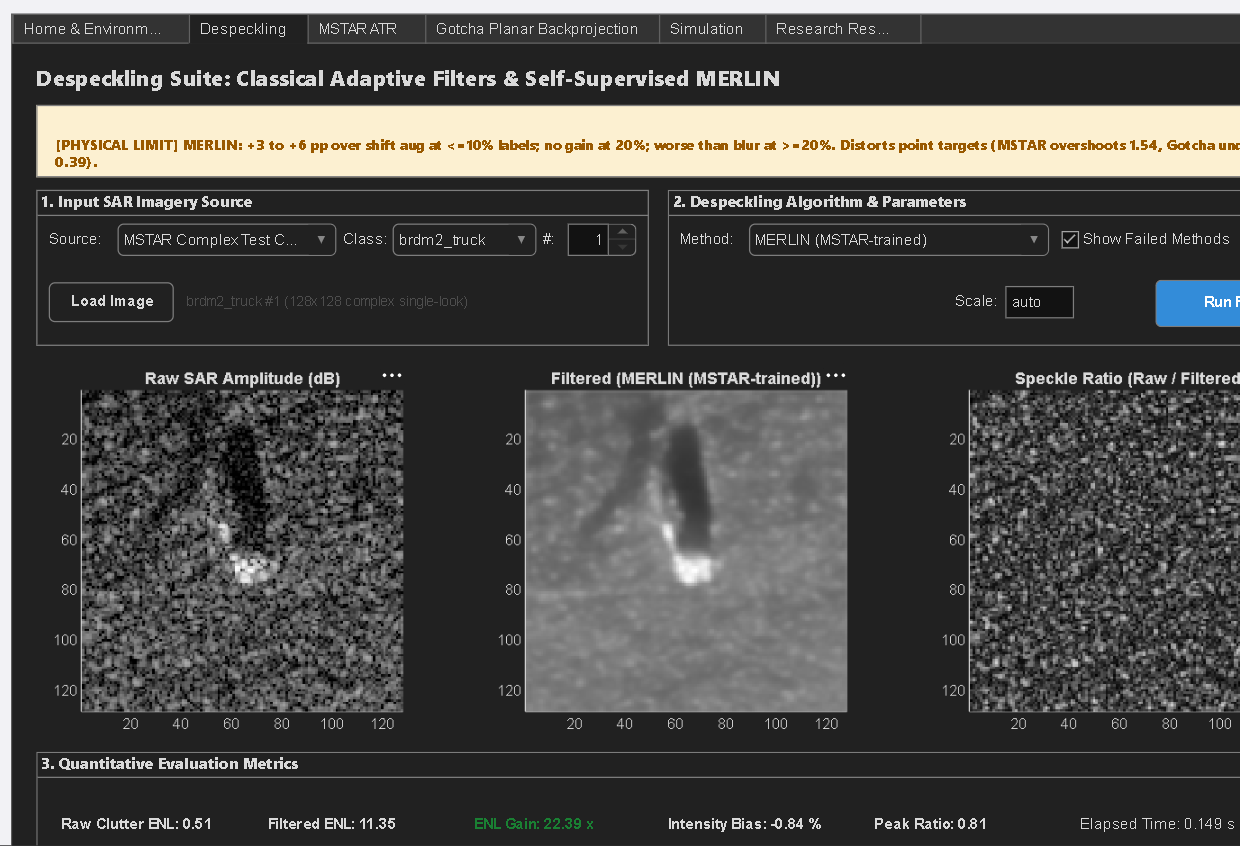 Home & Environm...
Despeckling
MSTAR ATR
Gotcha Planar Backprojection
Simulation
Research Res...
Despeckling Suite: Classical Adaptive Filters & Self-Supervised MERLIN
[PHYSICAL LIMIT] MERLIN: +3 to +6 pp over shift aug at <=10% labels; no gain at 20%; worse than blur at >=20%. Distorts point targets (MSTAR overshoots 1.54, Gotcha und
0.39).
1. Input SAR Imagery Source
Source: MSTAR Complex Test C... Class: brdm2_truck #: 1
Load Image brdm2_truck #1 (128x128 complex single-look)
2. Despeckling Algorithm & Parameters
Method: MERLIN (MSTAR-trained) Show Failed Methods
Scale: auto Run F
Raw SAR Amplitude (dB)
20
40
60
80
100
120
20 40 60 80 100 120
Filtered (MERLIN (MSTAR-trained))
20
40
60
80
100
120
20 40 60 80 100 120
Speckle Ratio (Raw / Filtered
20
40
60
80
100
120
20 40 60 80 100
3. Quantitative Evaluation Metrics
Raw Clutter ENL: 0.51 Filtered ENL: 11.35 ENL Gain: 22.39 x Intensity Bias: -0.84 % Peak Ratio: 0.81 Elapsed Time: 0.149 s